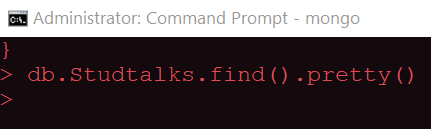 Administrator: Command Prompt - mongo
}
> db.Studtalks.find().pretty()
>